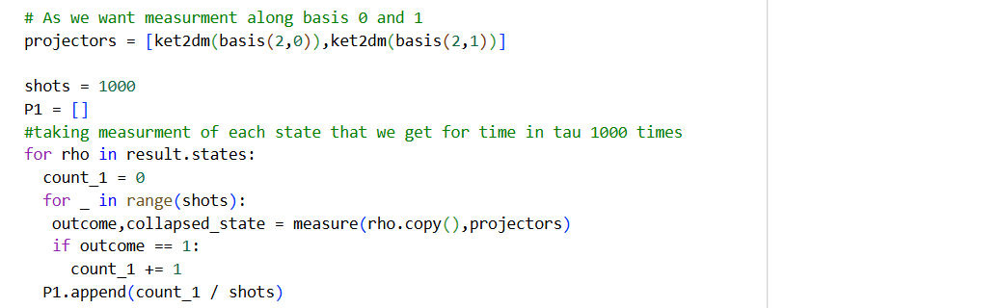 # As we want measurment along basis 0 and 1
projectors = [ket2dm(basis(2,0)),ket2dm(basis(2,1))]
shots = 1000
P1 = []
#taking measurment of each state that we get for time in tau 1000 times
for rho in result.states:
count_1 = 0
for _ in range(shots):
outcome,collapsed_state = measure(rho.copy(),projectors)
if outcome == 1:
count_1 += 1
P1.append(count_1 / shots)